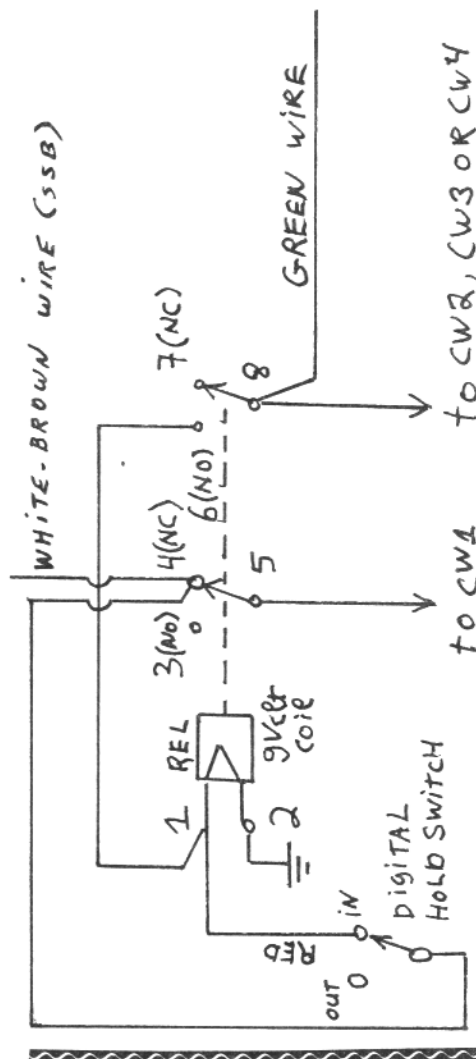 WHITE-BROWN WIRE (SSB)
7(NC)
GREEN WIRE
8
6(NO)
4(NC)
3(NO)
5
REL
9Volt
coil
1
2
RED
IN
OUT
DIGITAL
HOLD SWITCH
to CW1
to CW2, CW3 OR CW4